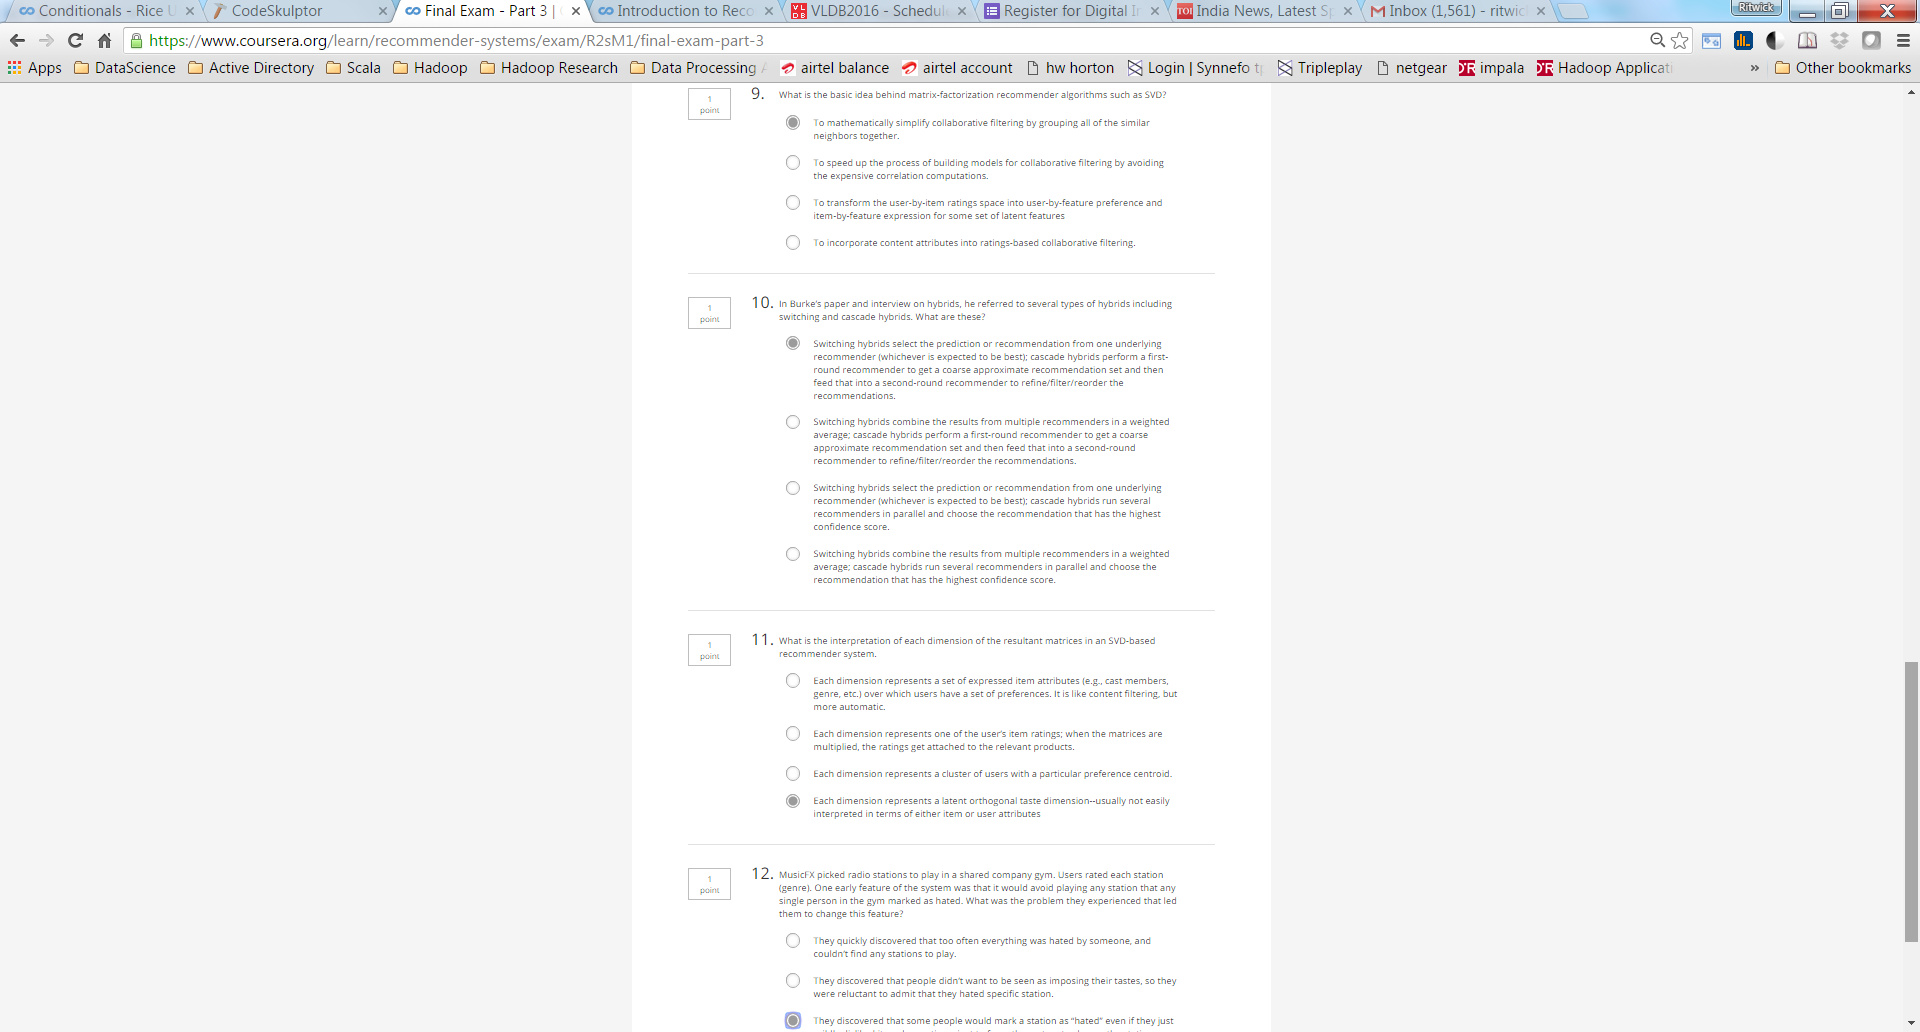 Conditionals - Rice U
CodeSkulptor
Final Exam - Part 3 |
Introduction to Reco
VLDB2016 - Schedule
Register for Digital I
India News, Latest Sp
Inbox (1,561) - ritwic
Ritwick
https://www.coursera.org/learn/recommender-systems/exam/R2sM1/final-exam-part-3
Apps
DataScience
Active Directory
Scala
Hadoop
Hadoop Research
Data Processing
airtel balance
airtel account
hw horton
Login | Synnefo
Tripleplay
netgear
impala
Hadoop Applicati
»
Other bookmarks
1
point
9. What is the basic idea behind matrix-factorization recommender algorithms such as SVD?
To mathematically simplify collaborative filtering by grouping all of the similar
neighbors together.
To speed up the process of building models for collaborative filtering by avoiding
the expensive correlation computations.
To transform the user-by-item ratings space into user-by-feature preference and
item-by-feature expression for some set of latent features
To incorporate content attributes into ratings-based collaborative filtering.
1
point
10. In Burke's paper and interview on hybrids, he referred to several types of hybrids including
switching and cascade hybrids. What are these?
Switching hybrids select the prediction or recommendation from one underlying
recommender (whichever is expected to be best); cascade hybrids perform a first-
round recommender to get a coarse approximate recommendation set and then
feed that into a second-round recommender to refine/filter/reorder the
recommendations.
Switching hybrids combine the results from multiple recommenders in a weighted
average; cascade hybrids perform a first-round recommender to get a coarse
approximate recommendation set and then feed that into a second-round
recommender to refine/filter/reorder the recommendations.
Switching hybrids select the prediction or recommendation from one underlying
recommender (whichever is expected to be best); cascade hybrids run several
recommenders in parallel and choose the recommendation that has the highest
confidence score.
Switching hybrids combine the results from multiple recommenders in a weighted
average; cascade hybrids run several recommenders in parallel and choose the
recommendation that has the highest confidence score.
1
point
11. What is the interpretation of each dimension of the resultant matrices in an SVD-based
recommender system.
Each dimension represents a set of expressed item attributes (e.g., cast members,
genre, etc.) over which users have a set of preferences. It is like content filtering, but
more automatic.
Each dimension represents one of the user's item ratings; when the matrices are
multiplied, the ratings get attached to the relevant products.
Each dimension represents a cluster of users with a particular preference centroid.
Each dimension represents a latent orthogonal taste dimension--usually not easily
interpreted in terms of either item or user attributes
1
point
12. MusicFX picked radio stations to play in a shared company gym. Users rated each station
(genre). One early feature of the system was that it would avoid playing any station that any
single person in the gym marked as hated. What was the problem they experienced that led
them to change this feature?
They quickly discovered that too often everything was hated by someone, and
couldn't find any stations to play.
They discovered that people didn't want to be seen as imposing their tastes, so they
were reluctant to admit that they hated specific station.
They discovered that some people would mark a station as "hated" even if they just